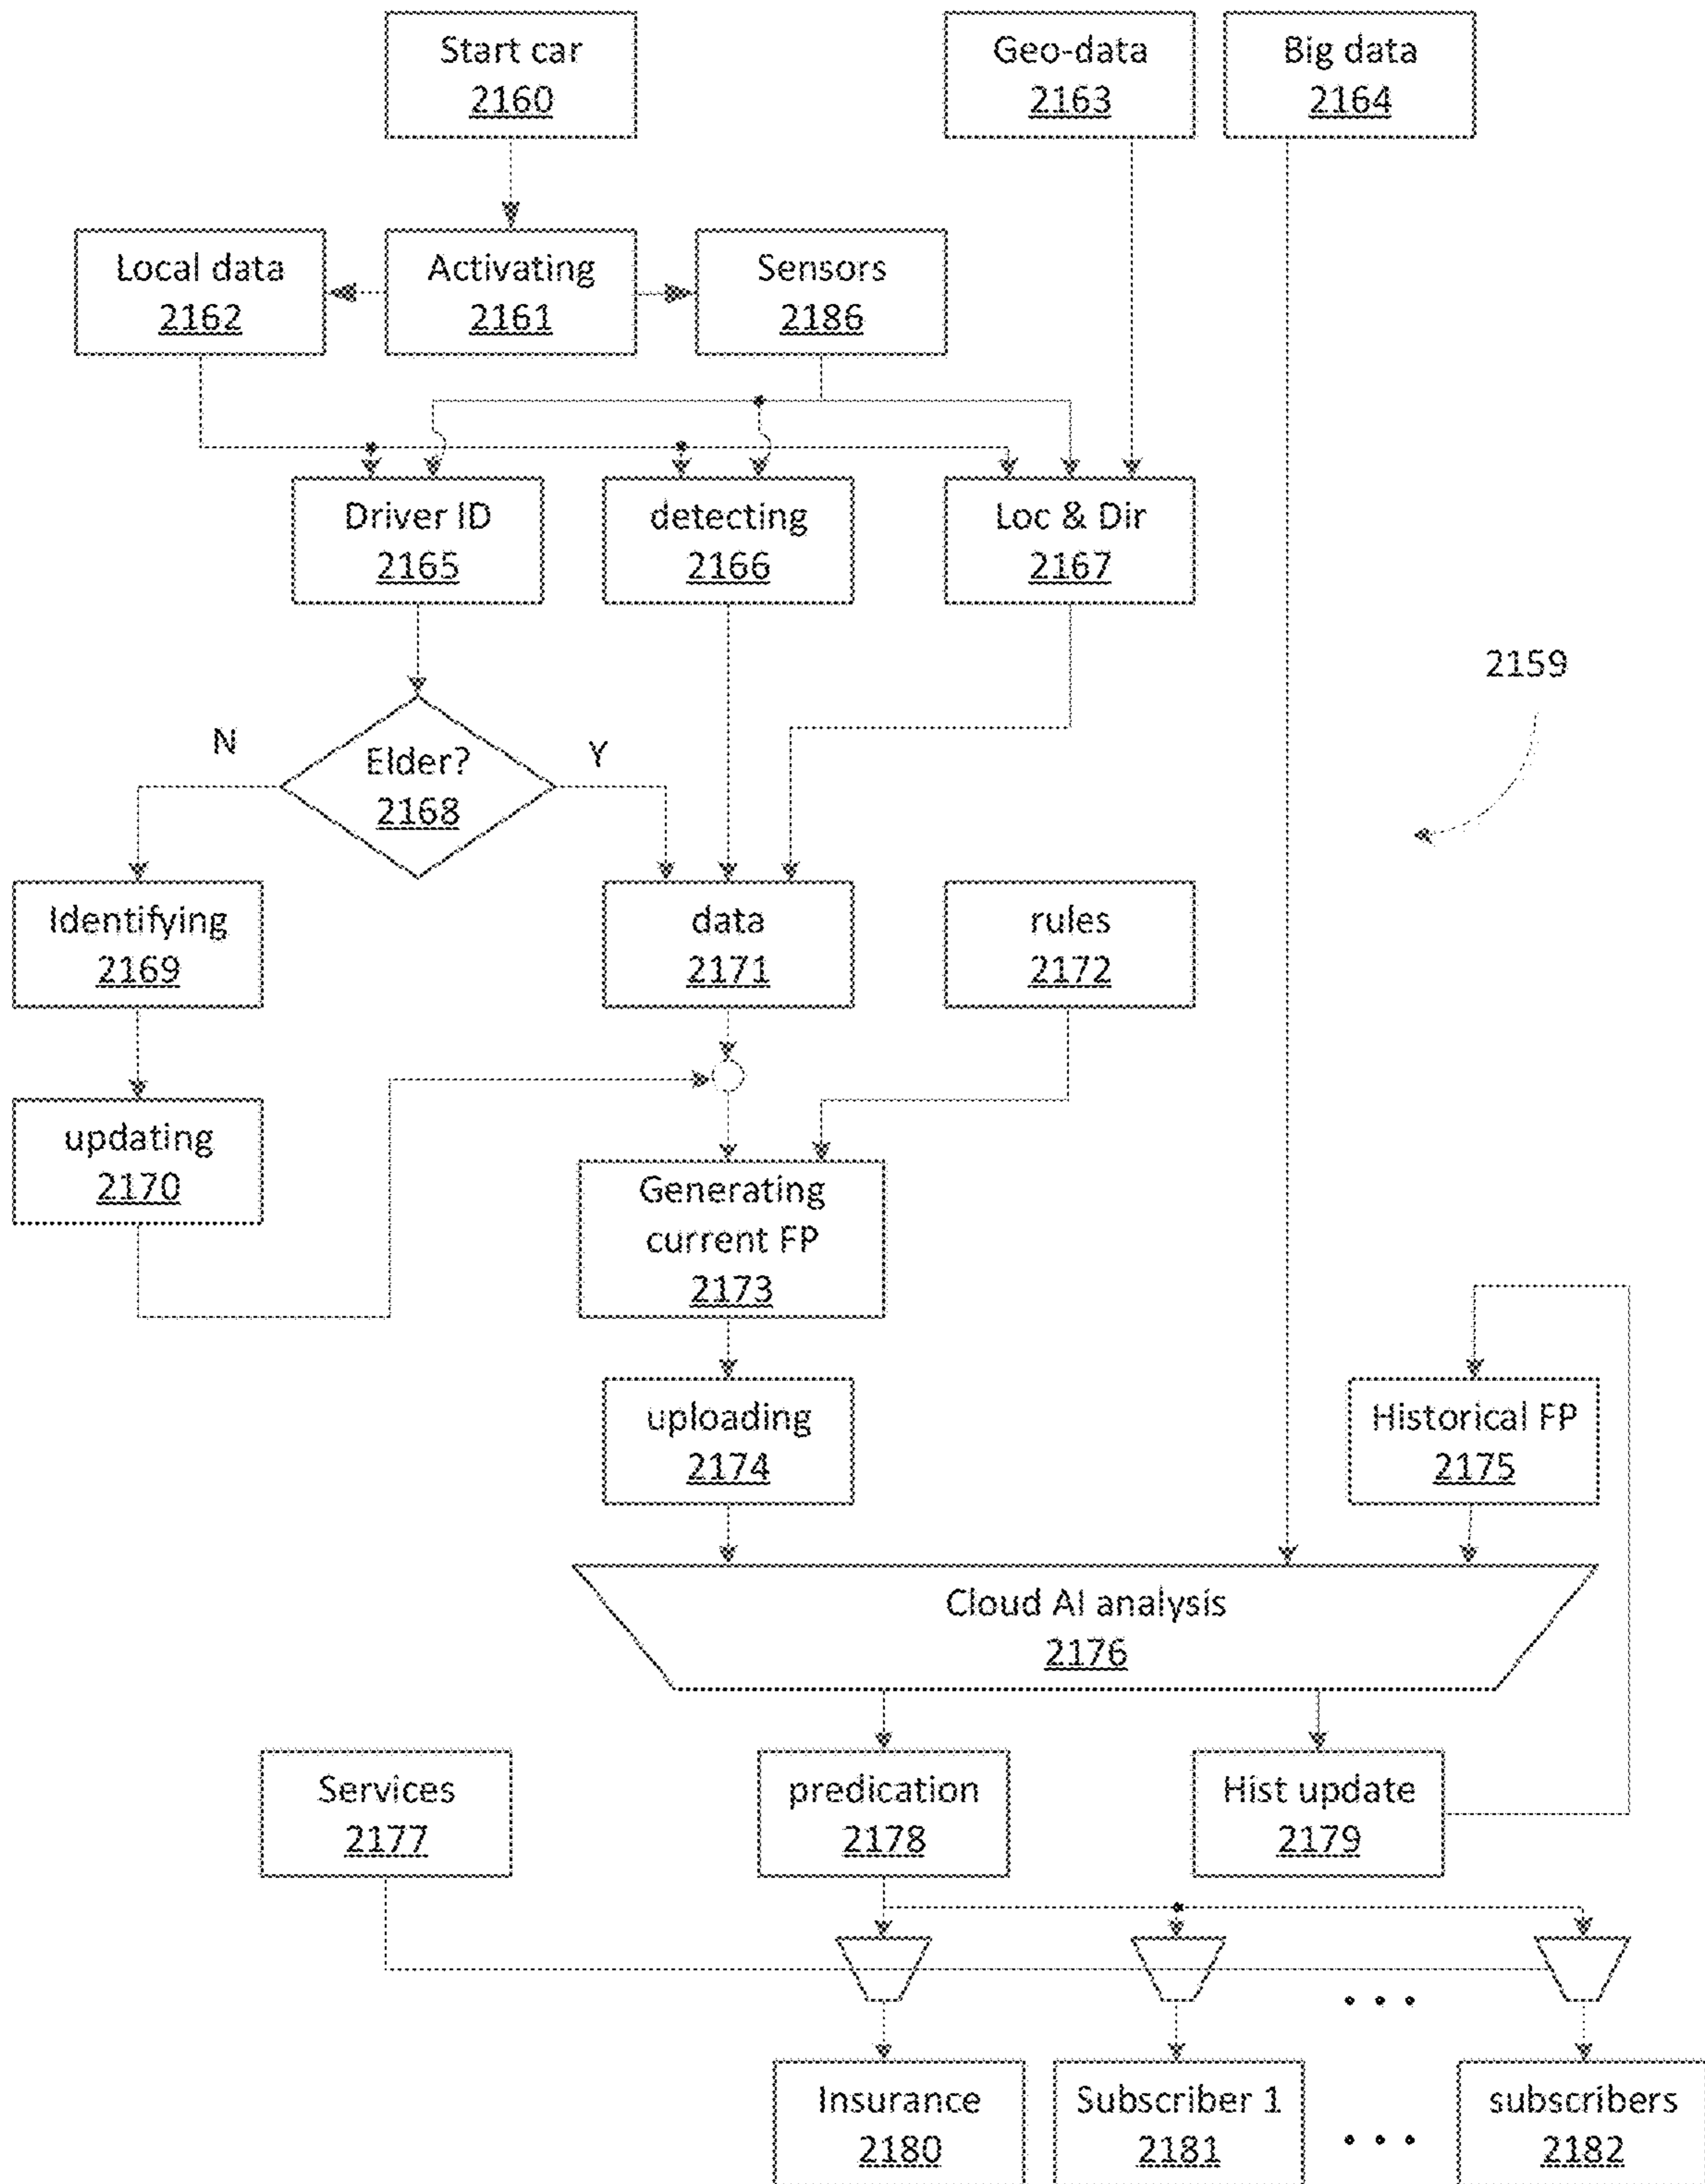 Start car
2160
Geo-data
2163
Big data
2164
Local data
2162
Activating
2161
Sensors
2186
Driver ID
2165
detecting
2166
Loc & Dir
2167
2159
N
Elder?
2168
Y
Identifying
2169
data
2171
rules
2172
updating
2170
Generating
current FP
2173
uploading
2174
Historical FP
2175
Cloud AI analysis
2176
Services
2177
predication
2178
Hist update
2179
• • •
Insurance
2180
Subscriber 1
2181
• • •
subscribers
2182